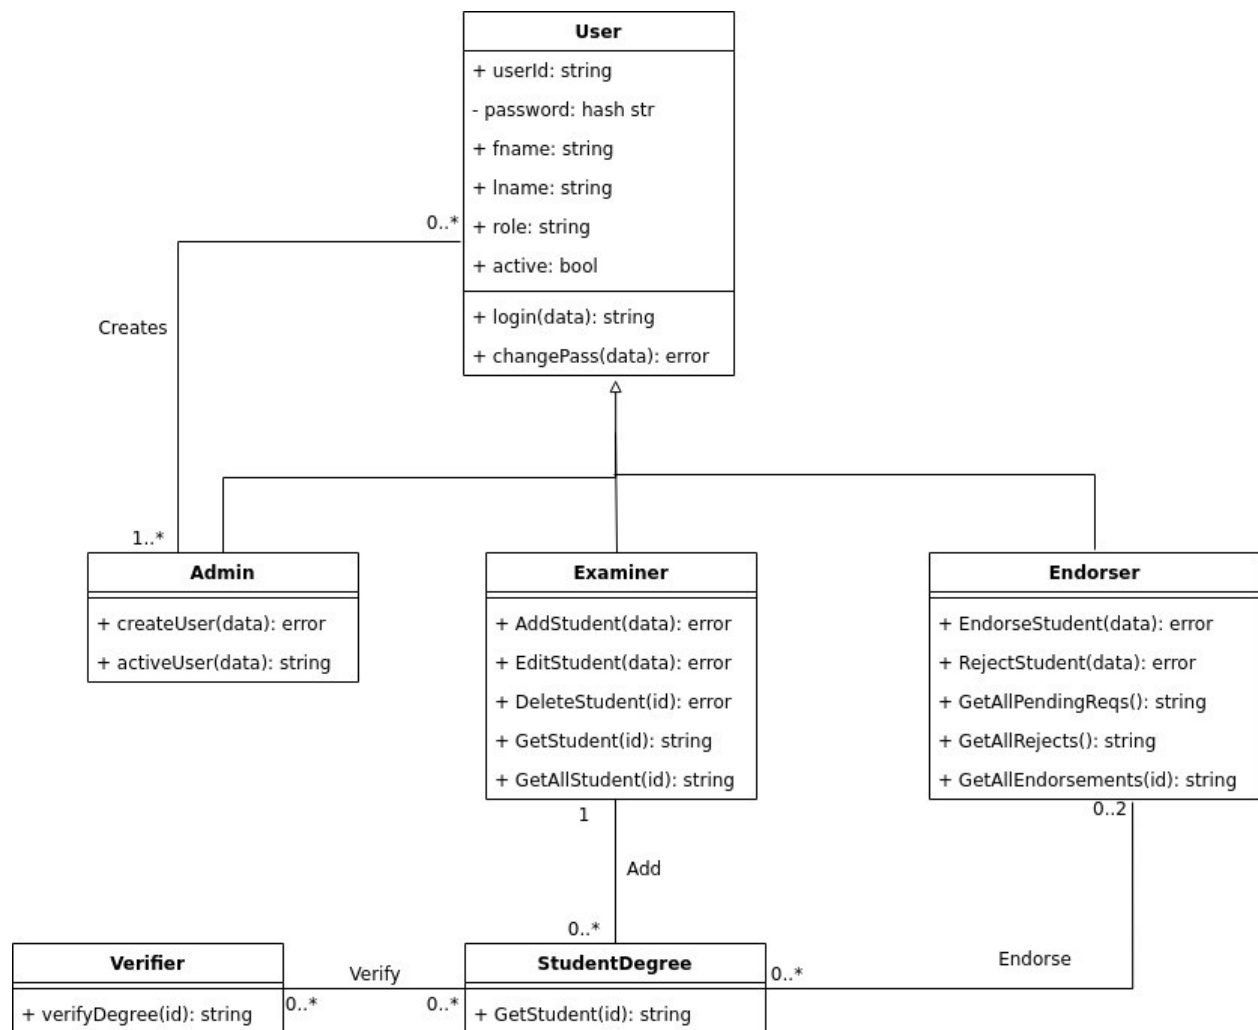 User
+ userId: string
- password: hash str
+ fname: string
+ lname: string
+ role: string
+ active: bool
+ login(data): string
+ changePass(data): error
0..*
Creates
1..*
Admin
+ createUser(data): error
+ activeUser(data): string
Examiner
+ AddStudent(data): error
+ EditStudent(data): error
+ DeleteStudent(id): error
+ GetStudent(id): string
+ GetAllStudent(id): string
Endorser
+ EndorseStudent(data): error
+ RejectStudent(data): error
+ GetAllPendingReqs(): string
+ GetAllRejects(): string
+ GetAllEndorsements(id): string
1
Add
0..*
0..2
Endorse
0..*
Verifier
+ verifyDegree(id): string
Verify
0..*
0..*
StudentDegree
+ GetStudent(id): string